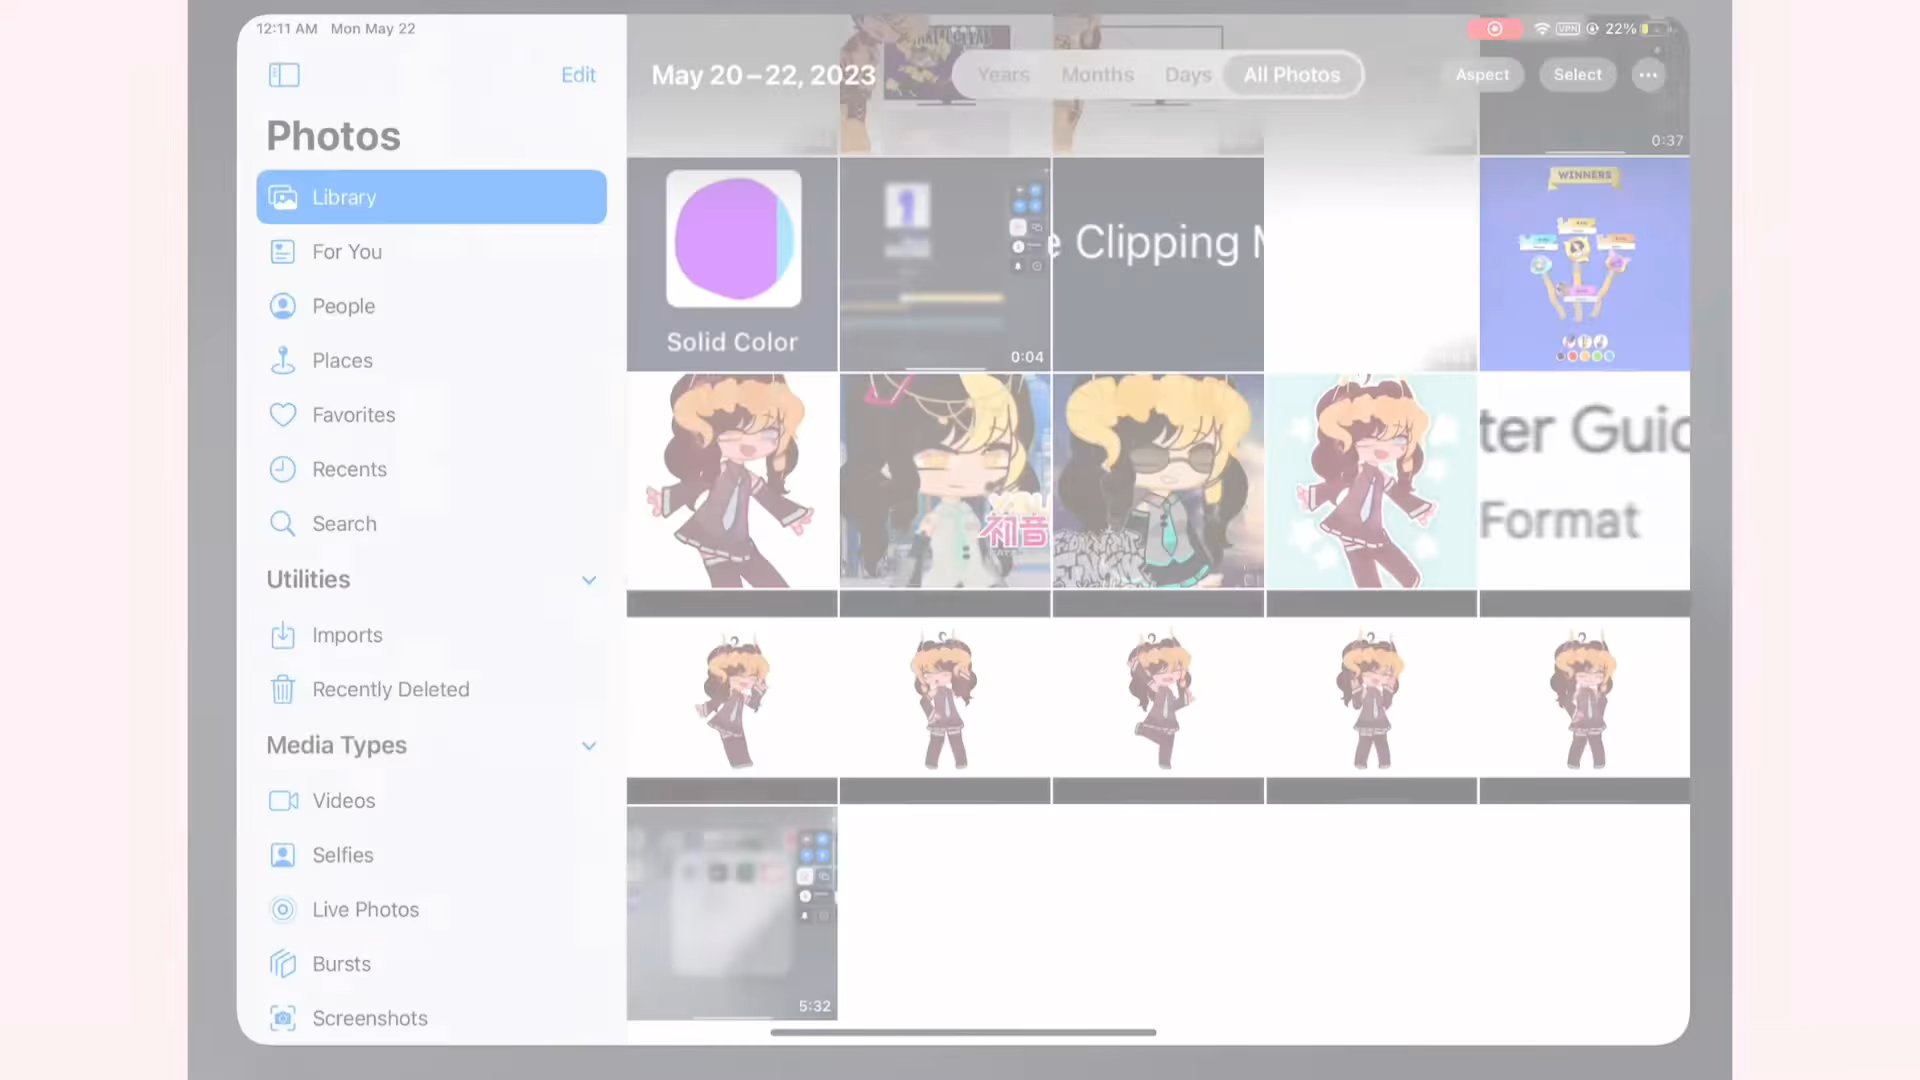 12:11 AM Mon May 22
VPN 22%
Edit
May 20–22, 2023
Years Months Days All Photos
Aspect Select
Photos
0:37
Library
For You
People
Places
Favorites
Recents
Search
Utilities
Imports
Recently Deleted
Media Types
Videos
Selfies
Live Photos
Bursts
Screenshots
Solid Color
0:04
e Clipping M
WINNERS
初音
ter Guid
Format
5:32